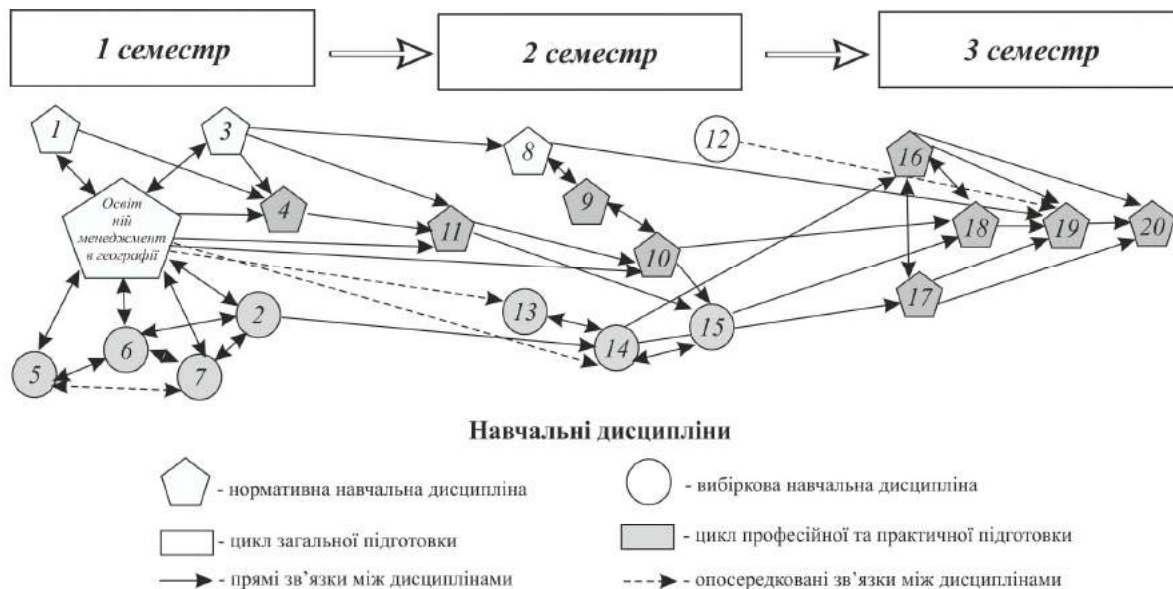 1 семестр
2 семестр
3 семестр
1
3
8
12
16
Освіт
ній
менеджмент
в географії
4
11
9
10
18
19
20
2
13
15
17
5
6
7
14
Навчальні дисципліни
- нормативна навчальна дисципліна
- вибіркова навчальна дисципліна
- цикл загальної підготовки
- цикл професійної та практичної підготовки
- прямі зв’язки між дисциплінами
- опосередковані зв’язки між дисциплінами